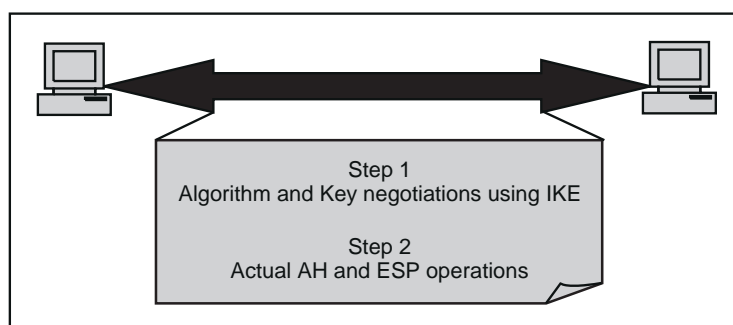 Step 1
Algorithm and Key negotiations using IKE
Step 2
Actual AH and ESP operations